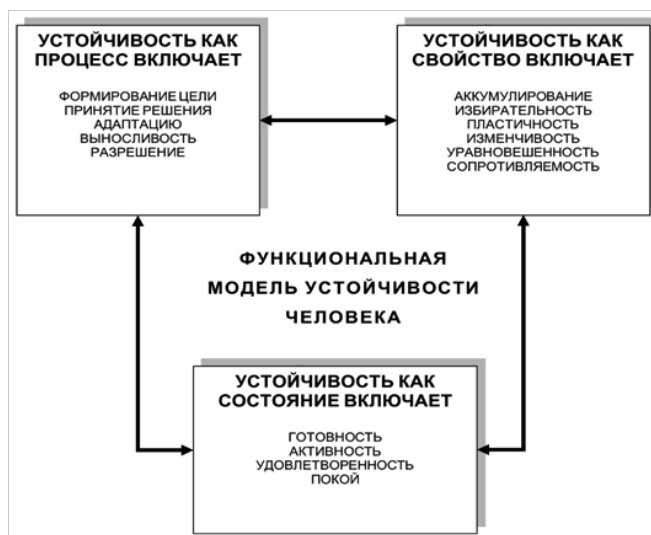 УСТОЙЧИВОСТЬ КАК
ПРОЦЕСС ВКЛЮЧАЕТ
ФОРМИРОВАНИЕ ЦЕЛИ
ПРИНЯТИЕ РЕШЕНИЯ
АДАПТАЦИЮ
ВЫНОСЛИВОСТЬ
РАЗРЕШЕНИЕ
УСТОЙЧИВОСТЬ КАК
СВОЙСТВО ВКЛЮЧАЕТ
АККУМУЛИРОВАНИЕ
ИЗБИРАТЕЛЬНОСТЬ
ПЛАСТИЧНОСТЬ
ИЗМЕНЧИВОСТЬ
УРАВНОВЕШЕННОСТЬ
СОПРОТИВЛЯЕМОСТЬ
ФУНКЦИОНАЛЬНАЯ
МОДЕЛЬ УСТОЙЧИВОСТИ
ЧЕЛОВЕКА
УСТОЙЧИВОСТЬ КАК
СОСТОЯНИЕ ВКЛЮЧАЕТ
ГОТОВНОСТЬ
АКТИВНОСТЬ
УДОВЛЕТВОРЕННОСТЬ
ПОКОЙ